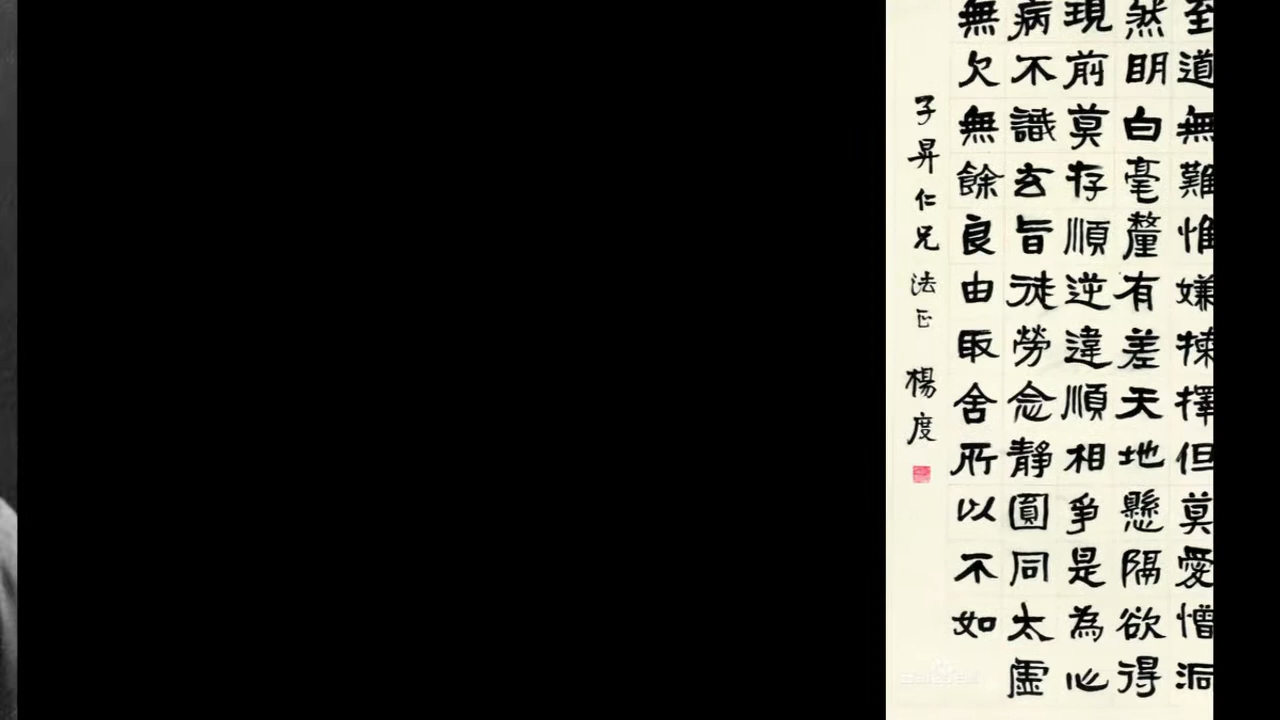 至道無難惟嫌揀擇但莫愛憎洞
然明白毫釐有差天地懸隔欲得
現前莫存順逆違順相爭是為心
病不識玄旨徒勞念靜圓同太虛
無欠無餘良由取舍所以不如
子昇仁兄法正
楊度